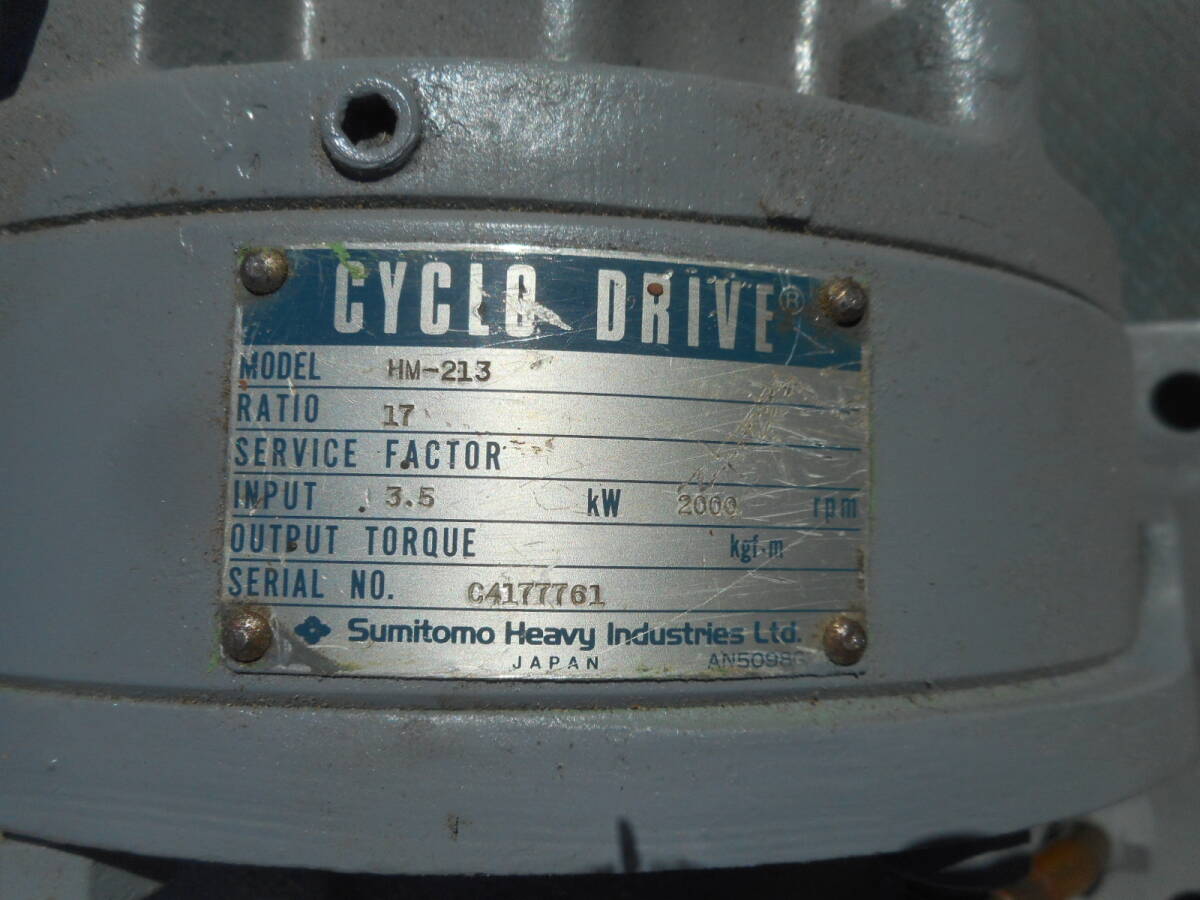 CYCLO DRIVE®
MODEL HM-213
RATIO 17
SERVICE FACTOR
INPUT 3.5 kW 2000 rpm
OUTPUT TORQUE kgf·m
SERIAL NO. C4177761
Sumitomo Heavy Industries Ltd.
JAPAN